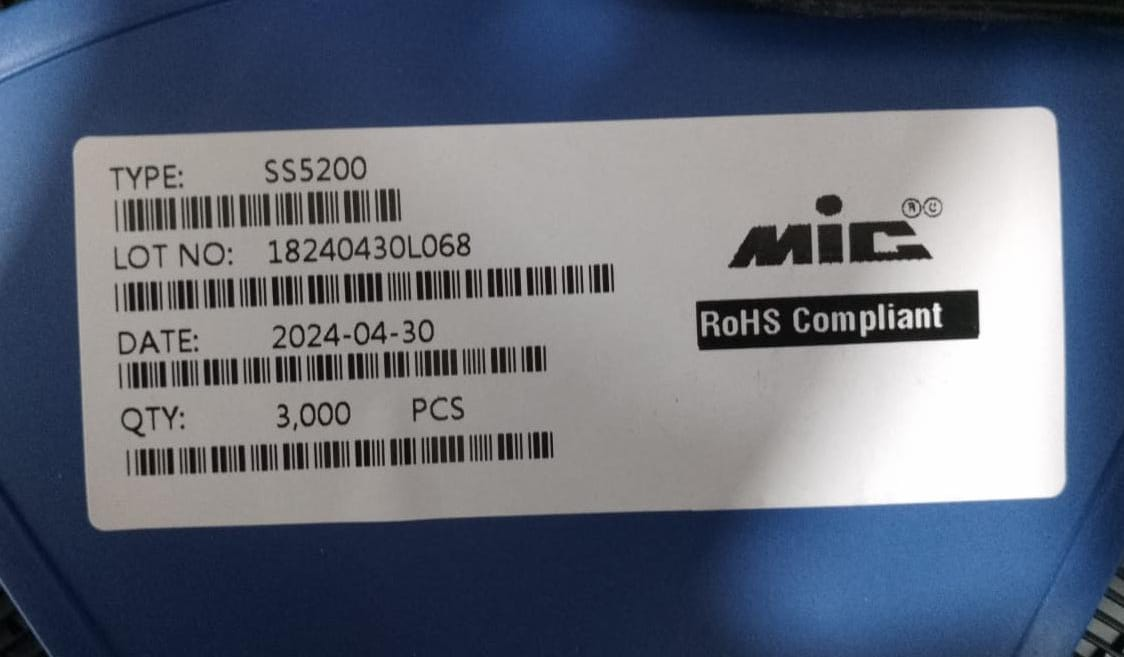 TYPE: SS5200
LOT NO: 18240430L068
DATE: 2024-04-30
QTY: 3,000 PCS
MIC ® ©
RoHS Compliant